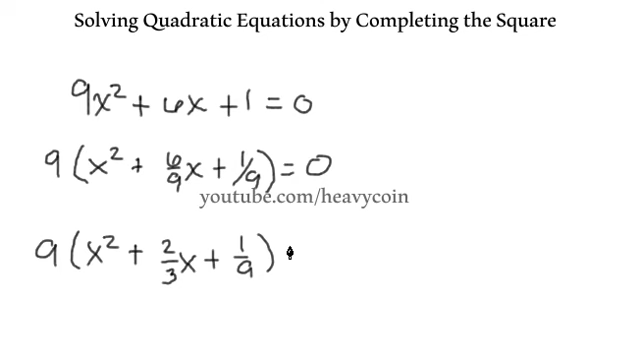 Solving Quadratic Equations by Completing the Square
9x² + 6x + 1 = 0
9(x² + 6/9x + 1/9) = 0
youtube.com/heavycoin
9(x² + 2/3x + 1/9)